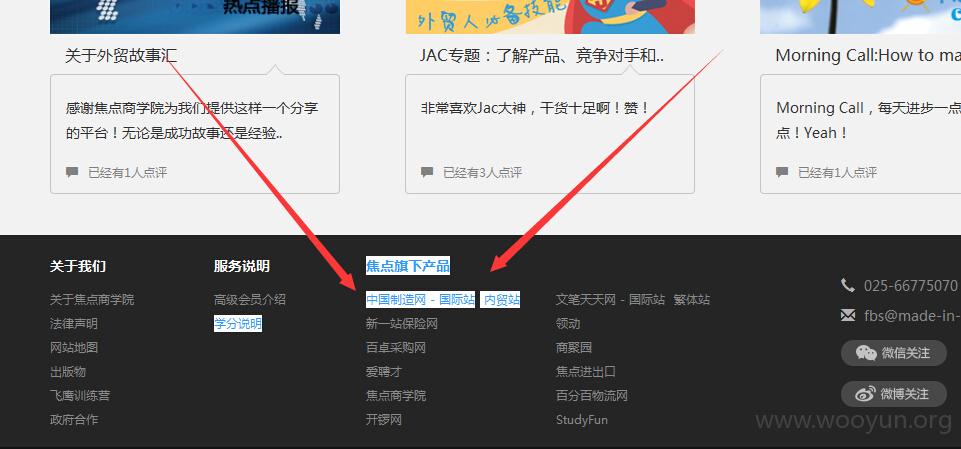 热点播报
外贸人必备技能
关于外贸故事汇
JAC专题：了解产品、竞争对手和..
Morning Call:How to ma
感谢焦点商学院为我们提供这样一个分享
的平台！无论是成功故事还是经验..
已经有1人点评
非常喜欢Jac大神，干货十足啊！赞！
已经有3人点评
Morning Call，每天进步一点
点！Yeah！
已经有1人点评
关于我们
关于焦点商学院
法律声明
网站地图
出版物
飞鹰训练营
政府合作
服务说明
高级会员介绍
学分说明
焦点旗下产品
中国制造网 - 国际站 内贸站
新一站保险网
百卓采购网
爱聘才
焦点商学院
开锣网
文笔天天网 - 国际站 繁体站
领动
商聚园
焦点进出口
百分百物流网
StudyFun
025-66775070
fbs@made-in-
微信关注
微博关注
www.wooyun.org